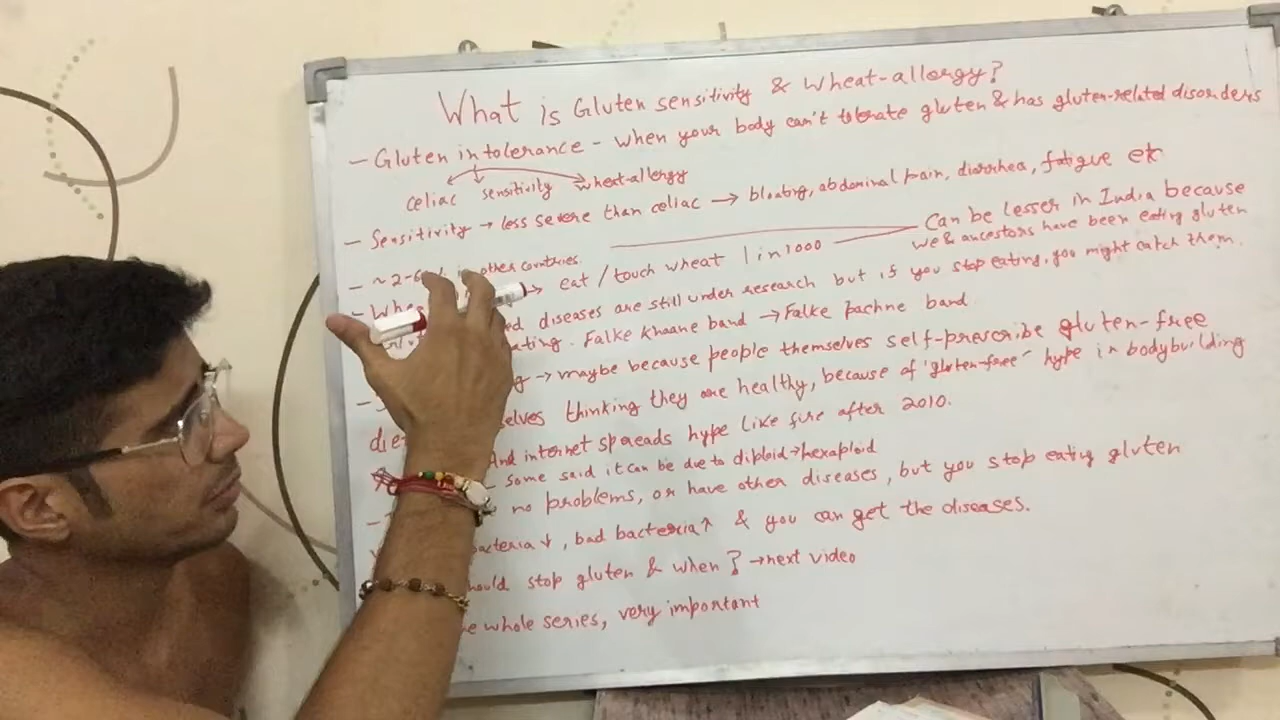 What is Gluten sensitivity & wheat-allergy?
- Gluten intolerance - when your body can't tolerate gluten & has gluten-related disorders
celiac sensitivity wheat-allergy
- Sensitivity → less severe than celiac → bloating, abdominal pain, diarrhea, fatigue etc
- ~2-6% in other countries.
Can be lesser in India because
we & ancestors have been eating gluten
- → eat / touch wheat 1 in 1000
diseases are still under research but if you stop eating, you might catch them.
Falke khaane band → Falke pachne band
→ maybe because people themselves self-prescribe gluten-free
thinking they are healthy, because of "gluten-free" hype in bodybuilding
And internet spreads hype like fire after 2010.
- some said it can be due to diploid → hexaploid
no problems, or have other diseases, but you stop eating gluten
↓, bad bacteria↑ & you can get the diseases.
stop gluten & when? → next video
whole series, very important